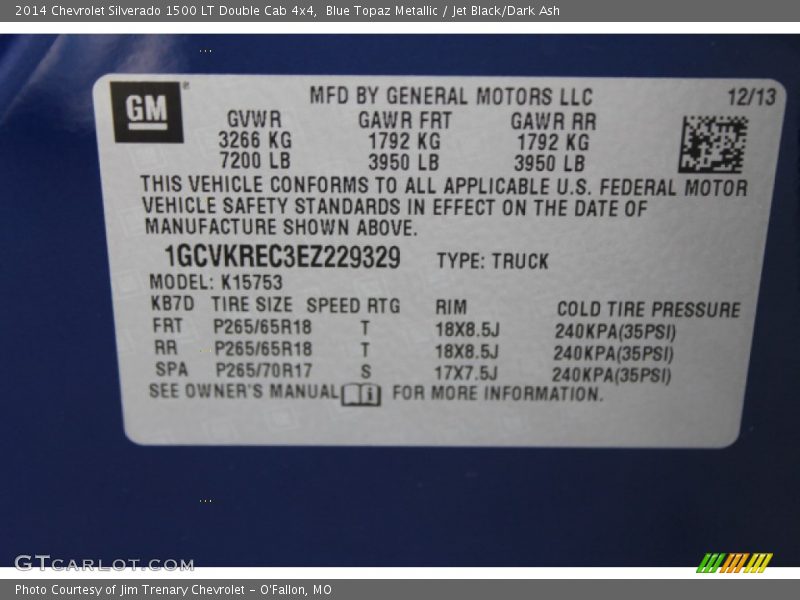 2014 Chevrolet Silverado 1500 LT Double Cab 4x4,  Blue Topaz Metallic / Jet Black/Dark Ash
GM
®
MFD BY GENERAL MOTORS LLC
12/13
GVWR GAWR FRT GAWR RR
3266 KG 1792 KG 1792 KG
7200 LB 3950 LB 3950 LB
THIS VEHICLE CONFORMS TO ALL APPLICABLE U.S. FEDERAL MOTOR
VEHICLE SAFETY STANDARDS IN EFFECT ON THE DATE OF
MANUFACTURE SHOWN ABOVE.
1GCVKREC3EZ229329 TYPE: TRUCK
MODEL: K15753
KB7D TIRE SIZE SPEED RTG RIM COLD TIRE PRESSURE
FRT P265/65R18 T 18X8.5J 240KPA(35PSI)
RR P265/65R18 T 18X8.5J 240KPA(35PSI)
SPA P265/70R17 S 17X7.5J 240KPA(35PSI)
SEE OWNER'S MANUAL i FOR MORE INFORMATION.
GTCARLOT.COM
Photo Courtesy of Jim Trenary Chevrolet - O'Fallon, MO